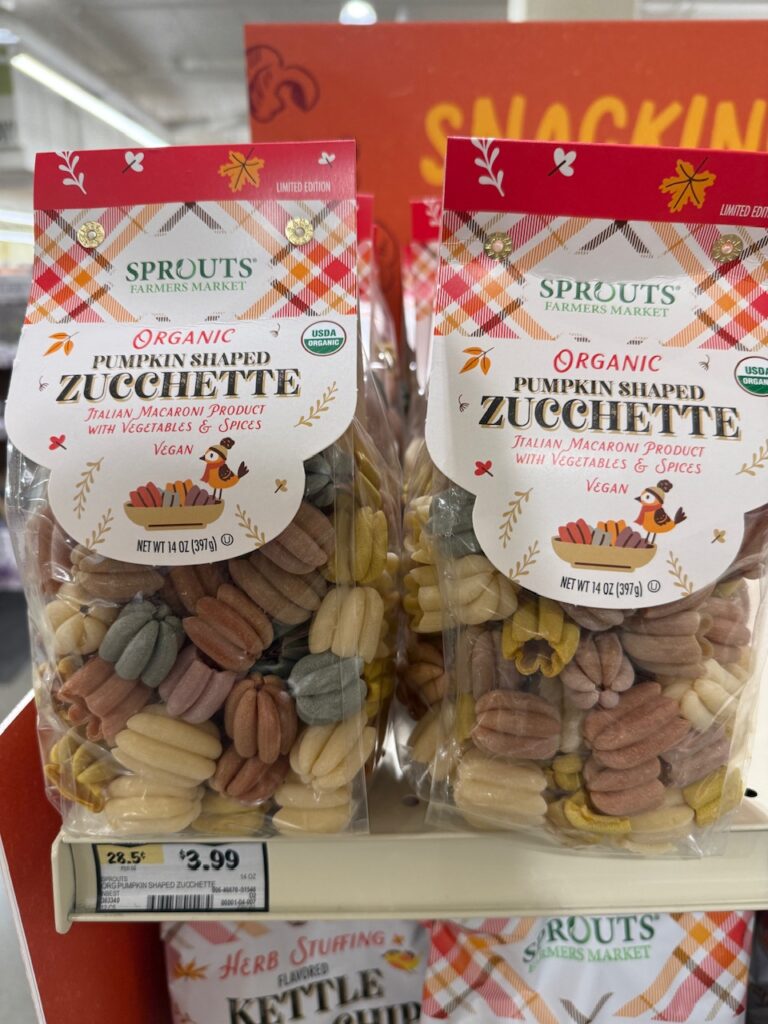 SNACKIN
LIMITED EDITION
SPROUTS®
FARMERS MARKET
ORGANIC
USDA
ORGANIC
PUMPKIN SHAPED
ZUCCHETTE
ITALIAN MACARONI PRODUCT
WITH VEGETABLES & SPICES
VEGAN
NET WT 14 OZ (397g) U
LIMITED EDIT
SPROUTS®
FARMERS MARKET
ORGANIC
USDA
ORGAN
PUMPKIN SHAPED
ZUCCHETTE
ITALIAN MACARONI PRODUCT
WITH VEGETABLES & SPICES
VEGAN
NET WT 14 OZ (397g) U
28.5¢ $3.99
SPROUTS 14 OZ
ORG PUMPKIN SHAPED ZUCCHETTE
HERB STUFFING
FLAVORED
KETTLE
CHIP
SPROUTS
FARMERS MARKET